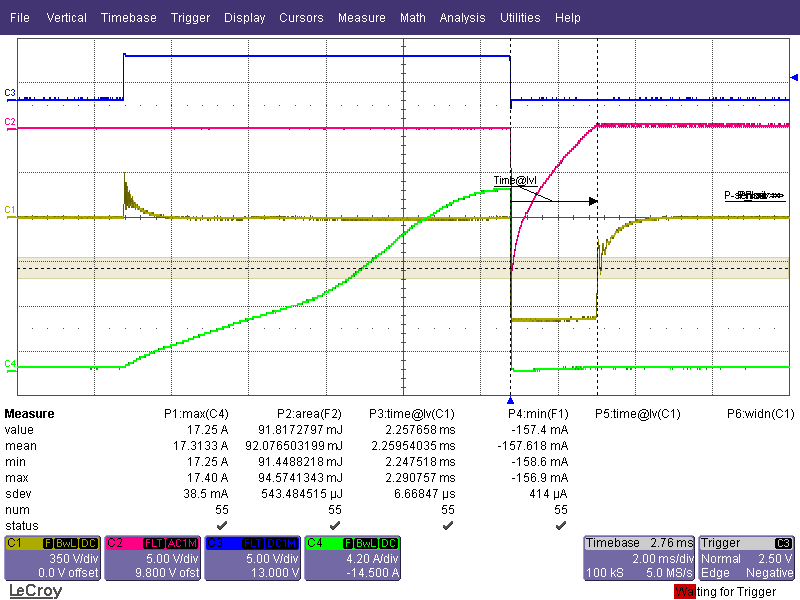 File Vertical Timebase Trigger Display Cursors Measure Math Analysis Utilities Help
C3
C2
Time@lvl
C1
C4
Measure P1:max(C4) P2:area(F2) P3:time@lv(C1) P4:min(F1) P5:time@lv(C1) P6:widn(C1)
value 17.25 A 91.8172797 mJ 2.257658 ms -157.4 mA
mean 17.3133 A 92.076503199 mJ 2.25954035 ms -157.618 mA
min 17.25 A 91.4488218 mJ 2.247518 ms -158.6 mA
max 17.40 A 94.5741343 mJ 2.290757 ms -156.9 mA
sdev 38.5 mA 543.484515 µJ 6.66847 µs 414 µA
num 55 55 55 55
status ✔ ✔ ✔ ✔
C1 F BwL DC C2 FLT AC1M C3 FLT DC1M C4 F BwL DC Timebase 2.76 ms Trigger C3
350 V/div 5.00 V/div 5.00 V/div 4.20 A/div 2.00 ms/div Normal 2.50 V
0.0 V offset 9.800 V ofst 13.000 V -14.500 A 100 kS 5.0 MS/s Edge Negative
LeCroy Waiting for Trigger